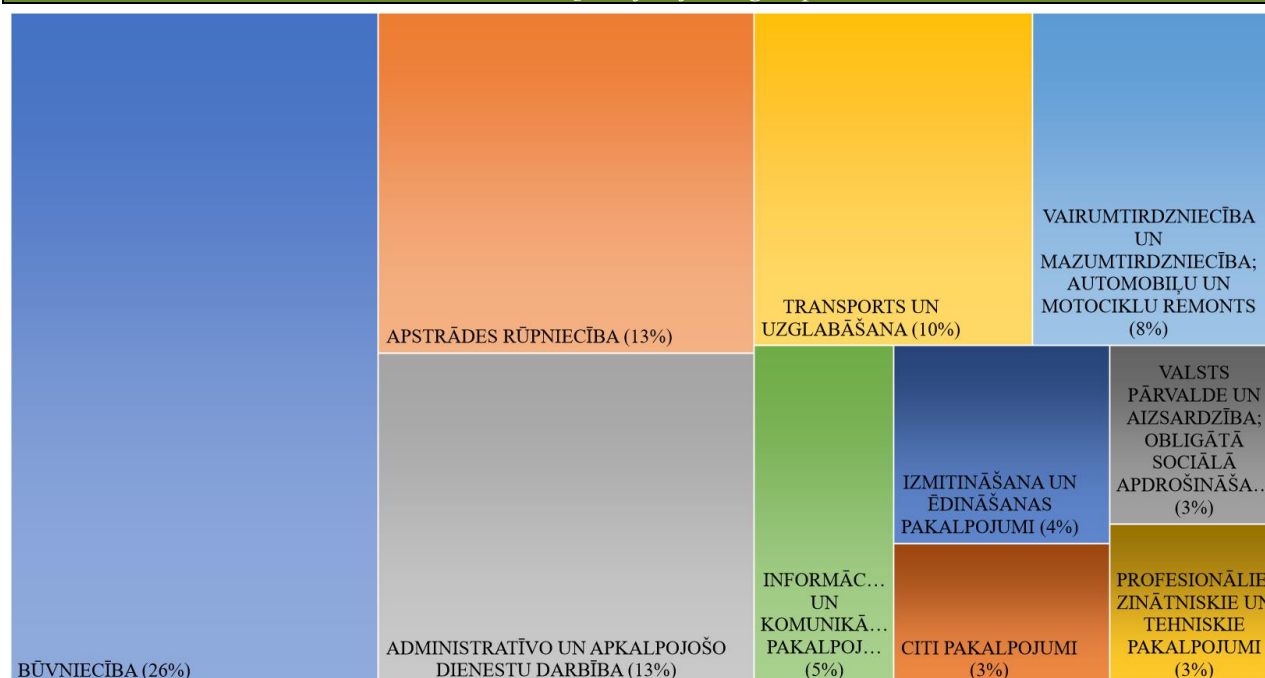 BŪVNIECĪBA (26%)
APSTRĀDES RŪPNIECĪBA (13%)
ADMINISTRATĪVO UN APKALPOJOŠO
DIENESTU DARBĪBA (13%)
TRANSPORTS UN
UZGLABĀŠANA (10%)
VAIRUMTIRDZNIECĪBA
UN
MAZUMTIRDZNIECĪBA;
AUTOMOBIĻU UN
MOTOCIKLU REMONTS
(8%)
INFORMĀC...
UN
KOMUNIKĀ...
PAKALPOJ...
(5%)
IZMITINĀŠANA UN
ĒDINĀŠANAS
PAKALPOJUMI (4%)
CITI PAKALPOJUMI
(3%)
VALSTS
PĀRVALDE UN
AIZSARDZĪBA;
OBLIGĀTĀ
SOCIĀLĀ
APDROŠINĀŠA...
(3%)
PROFESIONĀLIE
ZINĀTNISKIE UN
TEHNISKIE
PAKALPOJUMI
(3%)